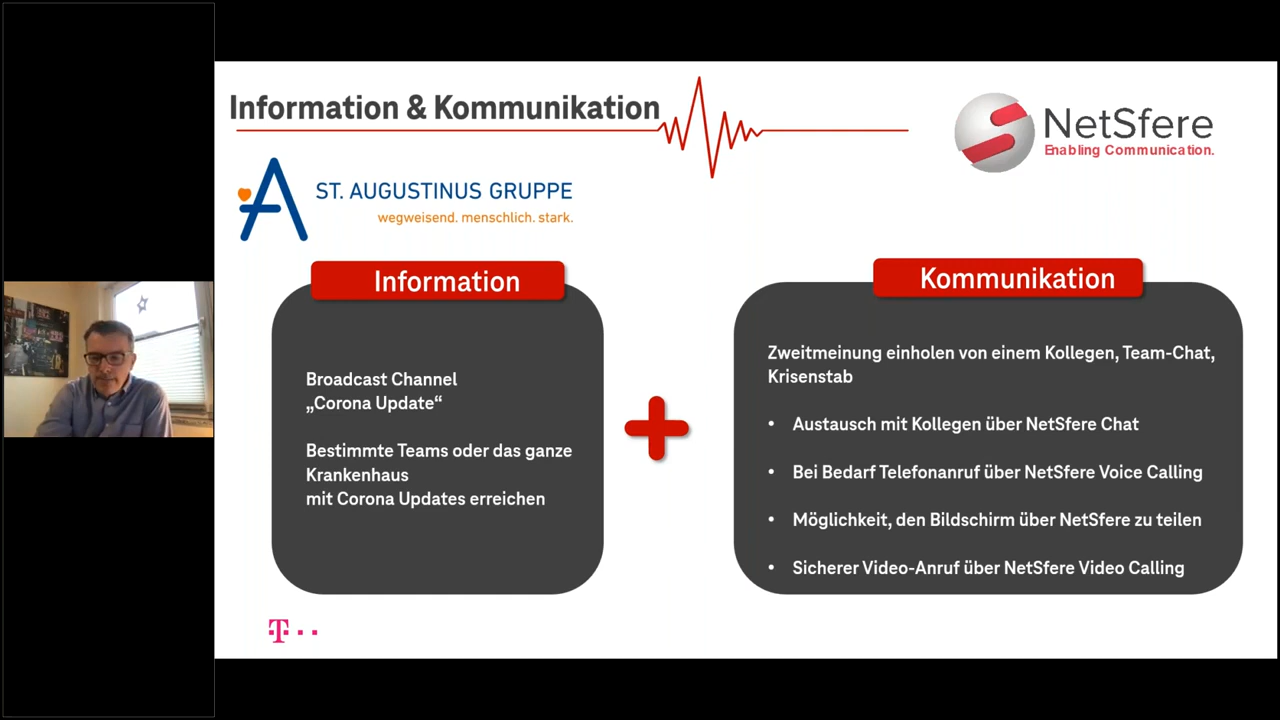 Information & Kommunikation
NetSfere
Enabling Communication.
ST. AUGUSTINUS GRUPPE
wegweisend. menschlich. stark.
Information
Broadcast Channel
„Corona Update“
Bestimmte Teams oder das ganze
Krankenhaus
mit Corona Updates erreichen
Kommunikation
Zweitmeinung einholen von einem Kollegen, Team-Chat,
Krisenstab
• Austausch mit Kollegen über NetSfere Chat
• Bei Bedarf Telefonanruf über NetSfere Voice Calling
• Möglichkeit, den Bildschirm über NetSfere zu teilen
• Sicherer Video-Anruf über NetSfere Video Calling
T